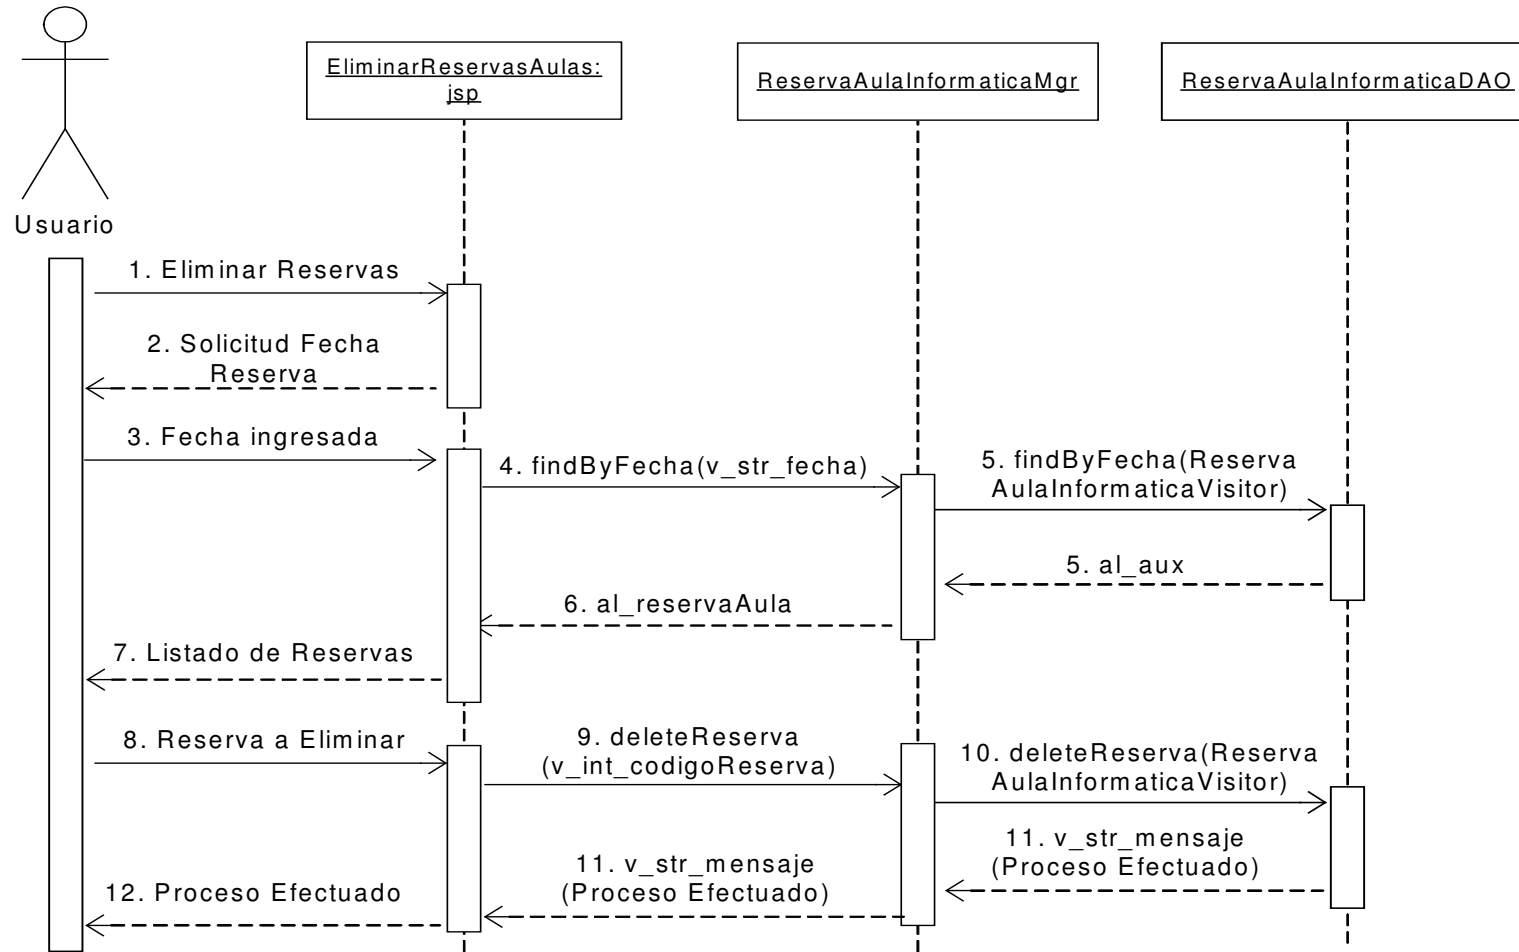 EliminarReservasAulas:
jsp
ReservaAulaInformaticaMgr
ReservaAulaInformaticaDAO
Usuario
1. Eliminar Reservas
2. Solicitud Fecha
Reserva
3. Fecha ingresada
4. findByFecha(v_str_fecha)
5. findByFecha(Reserva
AulaInformaticaVisitor)
5. al_aux
6. al_reservaAula
7. Listado de Reservas
8. Reserva a Eliminar
9. deleteReserva
(v_int_codigoReserva)
10. deleteReserva(Reserva
AulaInformaticaVisitor)
11. v_str_mensaje
(Proceso Efectuado)
11. v_str_mensaje
(Proceso Efectuado)
12. Proceso Efectuado